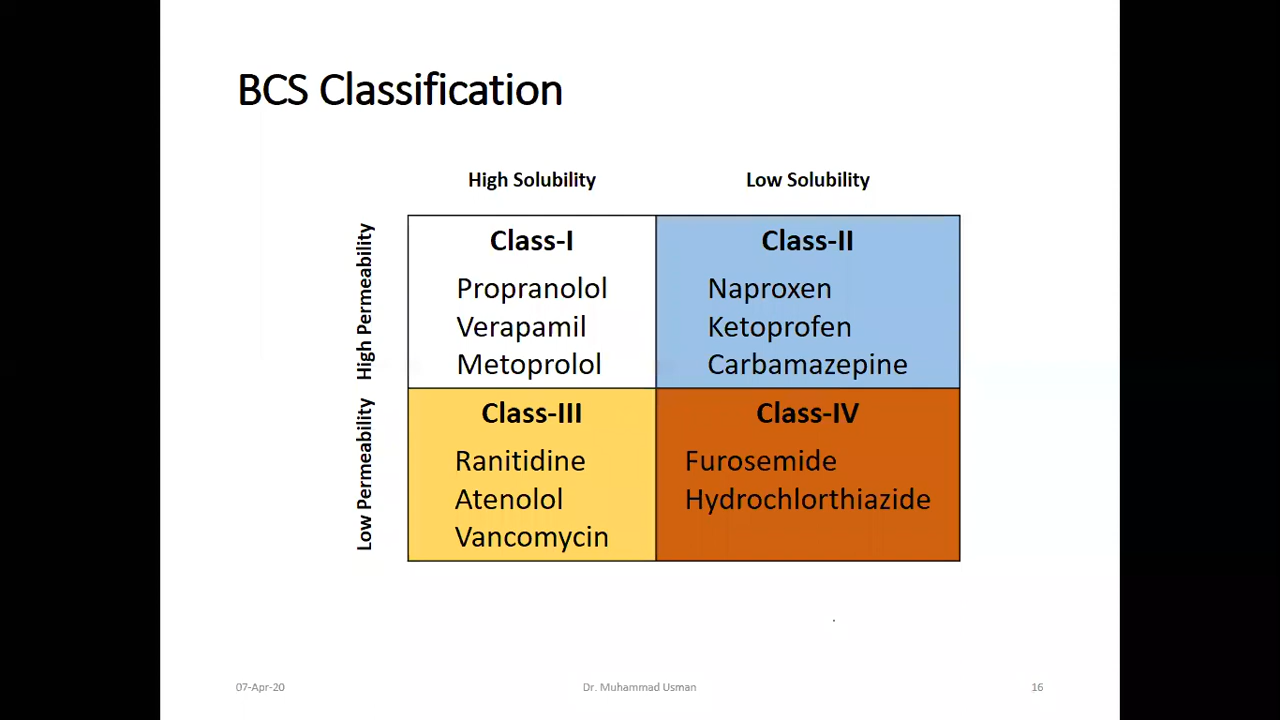 BCS Classification
High Solubility
Low Solubility
High Permeability
Class-I
Propranolol
Verapamil
Metoprolol
Class-II
Naproxen
Ketoprofen
Carbamazepine
Low Permeability
Class-III
Ranitidine
Atenolol
Vancomycin
Class-IV
Furosemide
Hydrochlorthiazide
07-Apr-20
Dr. Muhammad Usman
16